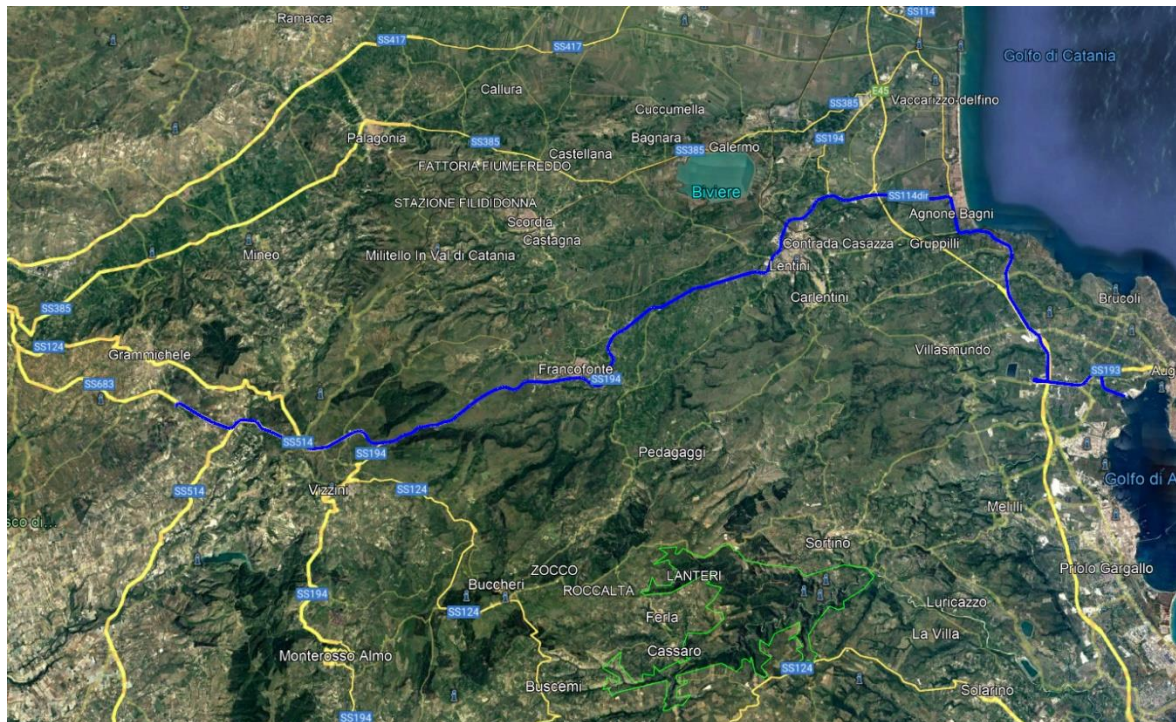 SS114
Ramacca
SS417
SS417
Golfo di Catania
Callura
E45
Vaccarizzo-delfino
Cuccumella
SS385
Palagonia
Bagnara
SS194
SS385
Castellana
SS385
Galermo
FATTORIA FIUMEFREDDO
Biviere
STAZIONE FILIDIDONNA
SS114dir
Scordia
Agnone Bagni
Castagna
Contrada Casazza - Gruppilli
Mineo
Militello In Val di Catania
Lentini
SS385
Carlentini
Brucoli
SS124
Grammichele
Villasmundo
Francofonte
SS194
SS193
Aug
SS683
SS514
SS194
Pedagaggi
Vizzini
SS124
Golfo di A
SS514
sco di...
Melilli
Sortino
ZOCCO
LANTERI
Priolo Gargallo
Buccheri
ROCCALTA
SS194
SS124
Ferla
Luricazzo
La Villa
Monterosso Almo
Cassaro
SS124
Buscemi
Solarino
SS194